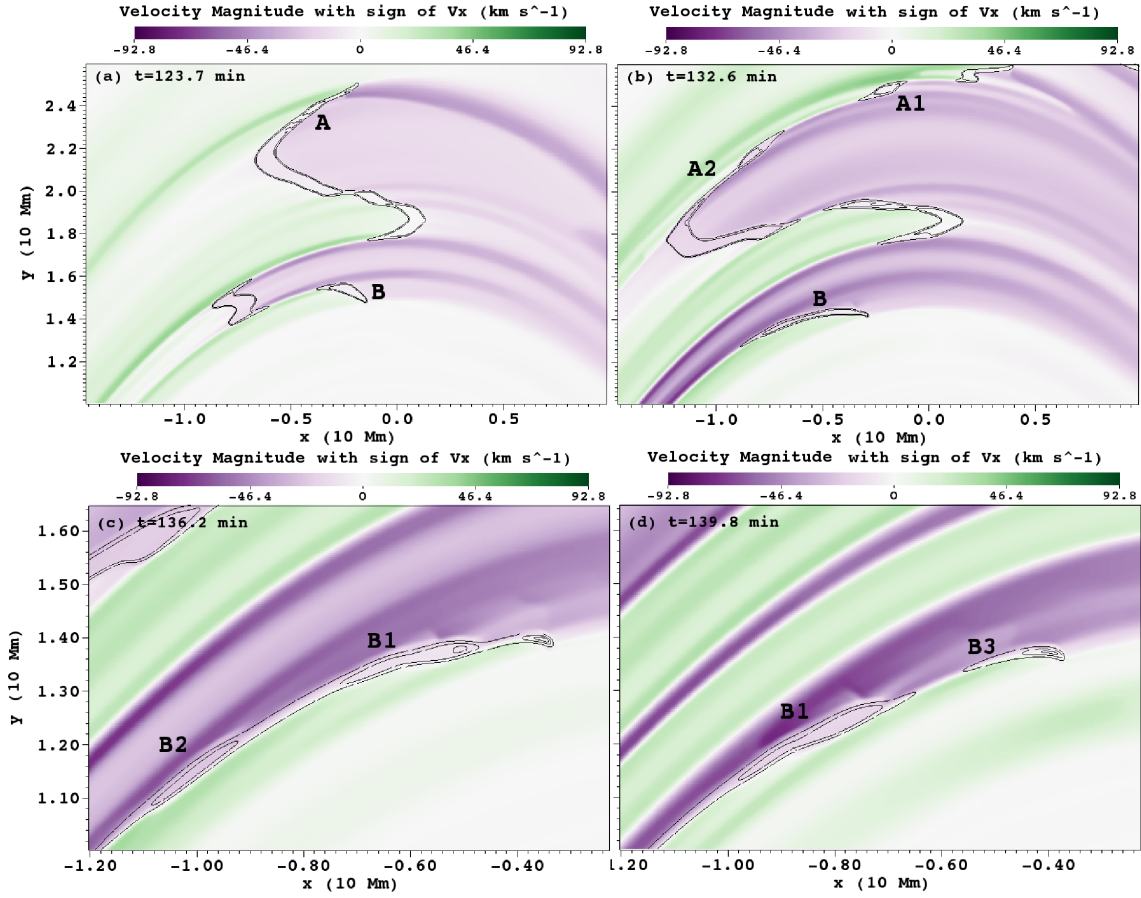 Velocity Magnitude with sign of Vx (km s^-1)
-92.8 -46.4 0 46.4 92.8
(a) t=123.7 min
A
B
2.4
2.2
2.0
1.8
1.6
1.4
1.2
y (10 Mm)
-1.0 -0.5 0.0 0.5
x (10 Mm)
Velocity Magnitude with sign of Vx (km s^-1)
-92.8 -46.4 0 46.4 92.8
(b) t=132.6 min
A1
A2
B
-1.0 -0.5 0.0 0.5
x (10 Mm)
Velocity Magnitude with sign of Vx (km s^-1)
-92.8 -46.4 0 46.4 92.8
(c) t=136.2 min
B1
B2
1.60
1.50
1.40
1.30
1.20
1.10
y (10 Mm)
-1.20 -1.00 -0.80 -0.60 -0.40
x (10 Mm)
Velocity Magnitude with sign of Vx (km s^-1)
-92.8 -46.4 0 46.4 92.8
(d) t=139.8 min
B3
B1
1.20 -1.00 -0.80 -0.60 -0.40
x (10 Mm)